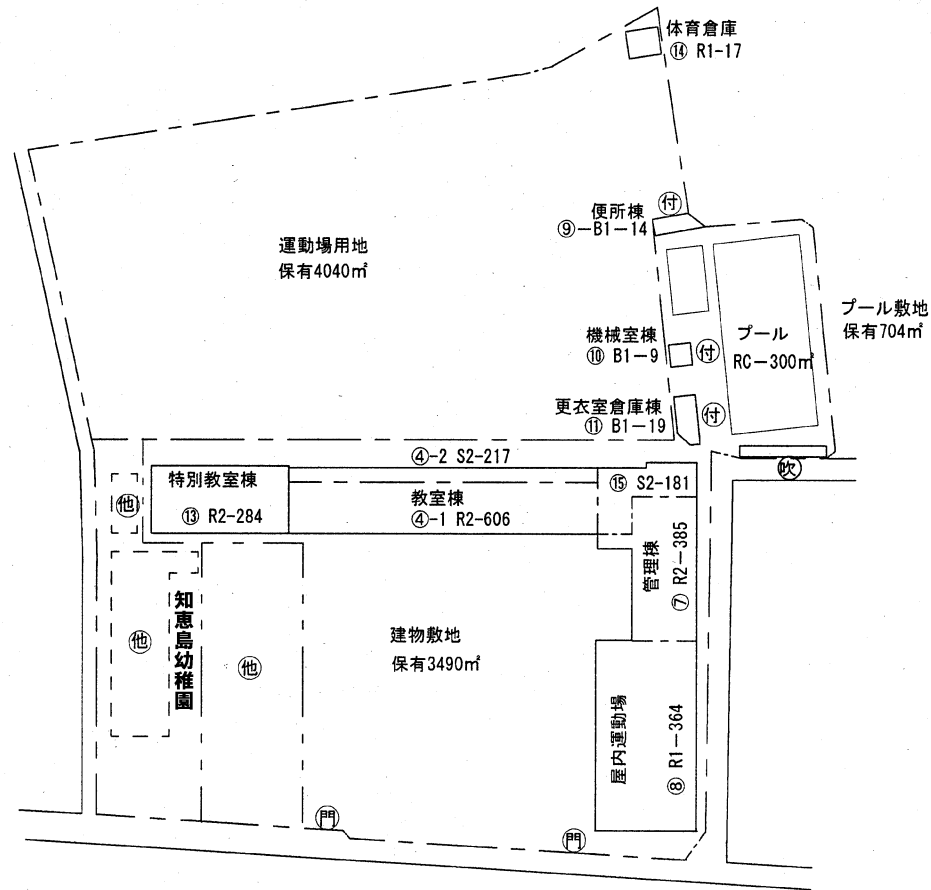 体育倉庫
⑭ R1-17
付
便所棟
⑨-B1-14
運動場用地
保有4040㎡
プール敷地
保有704㎡
プール
RC-300㎡
機械室棟
⑩ B1-9
付
更衣室倉庫棟
⑪ B1-19
付
④-2 S2-217
吹
特別教室棟
⑬ R2-284
教室棟
④-1 R2-606
⑮ S2-181
他
管理棟
⑦ R2-385
知恵島幼稚園
他
他
建物敷地
保有3490㎡
屋内運動場
⑧ R1-364
門
門